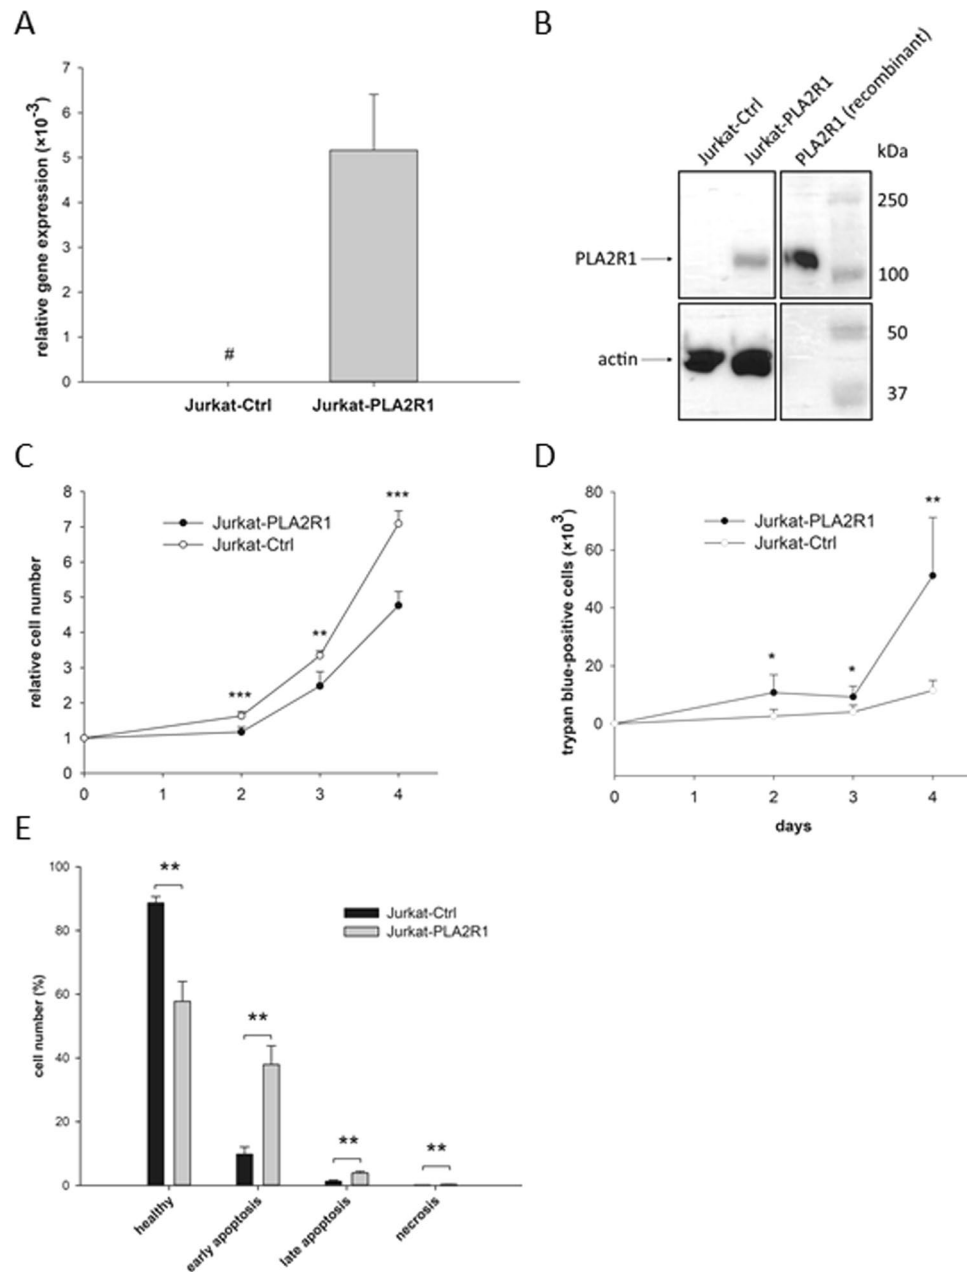 A
relative gene expression (×10⁻³)
7
6
5
4
3
2
1
0
#
Jurkat-Ctrl
Jurkat-PLA2R1
B
Jurkat-Ctrl
Jurkat-PLA2R1
PLA2R1 (recombinant)
kDa
250
PLA2R1
100
50
actin
37
C
relative cell number
8
7
6
5
4
3
2
1
0
Jurkat-PLA2R1
Jurkat-Ctrl
***
**
***
0 1 2 3 4
D
trypan blue-positive cells (×10³)
80
60
40
20
0
Jurkat-PLA2R1
Jurkat-Ctrl
*
*
**
0 1 2 3 4
days
E
cell number (%)
100
80
60
40
20
0
Jurkat-Ctrl
Jurkat-PLA2R1
**
**
**
**
healthy
early apoptosis
late apoptosis
necrosis